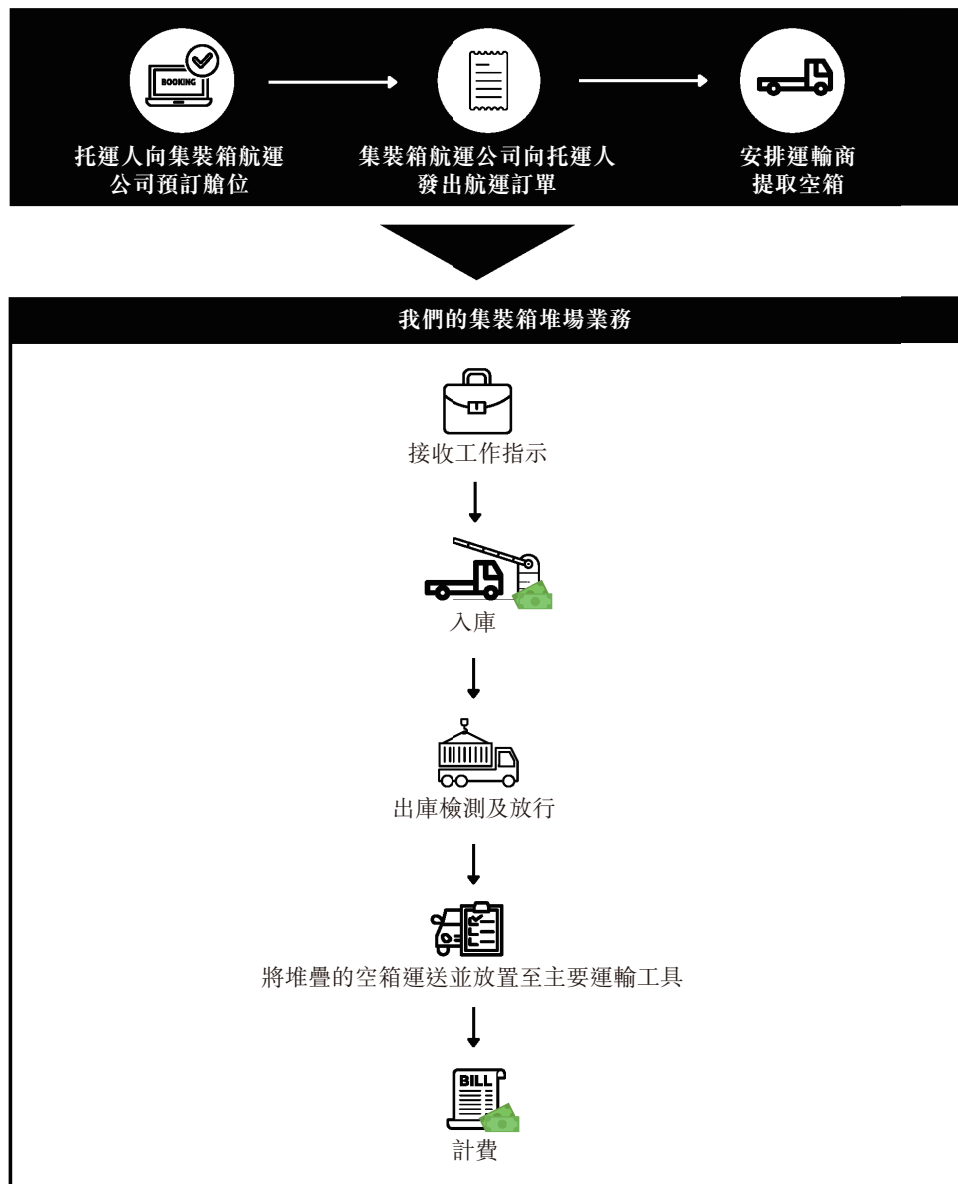 BOOKING
托運人向集裝箱航運
公司預訂艙位
集裝箱航運公司向托運人
發出航運訂單
安排運輸商
提取空箱
我們的集裝箱堆場業務
接收工作指示
入庫
出庫檢測及放行
將堆疊的空箱運送並放置至主要運輸工具
BILL
計費